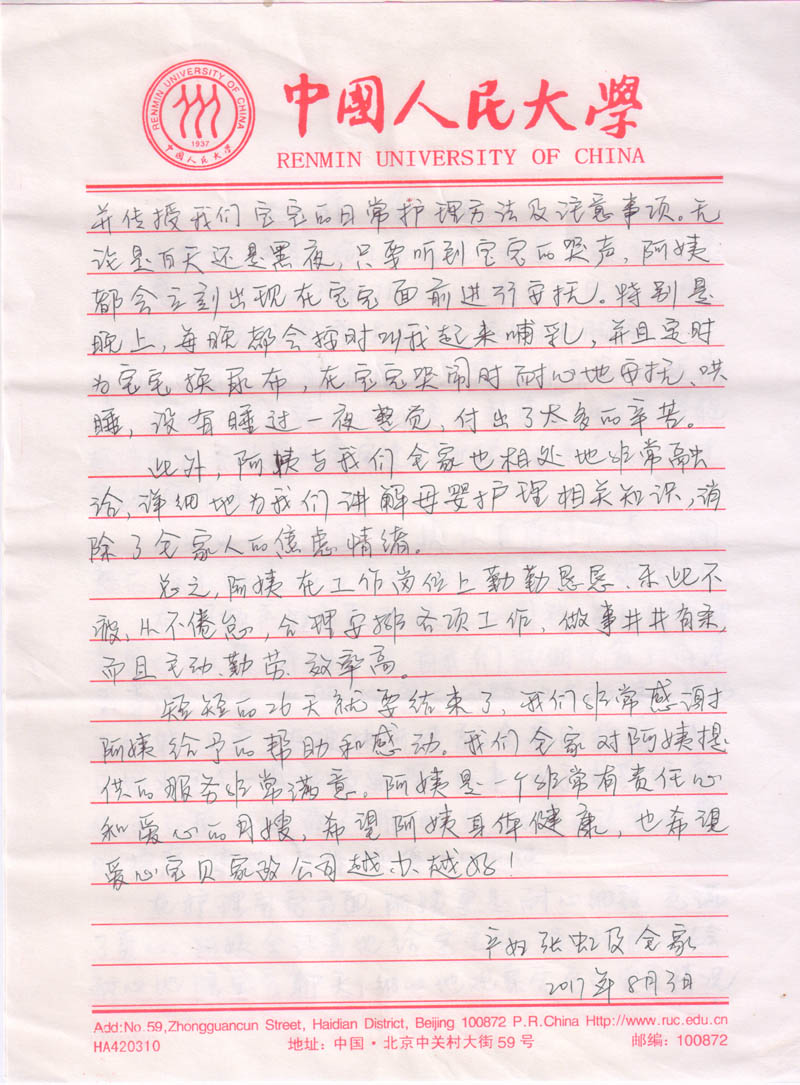 RENMIN UNIVERSITY OF CHINA
1937
中国人民大学
中國人民大學
RENMIN UNIVERSITY OF CHINA
并传授我们宝宝的日常护理方法及注意事项。无
论是白天还是黑夜，只要听到宝宝的哭声，阿姨
都会立刻出现在宝宝面前进行安抚。特别是
晚上，每晚都会按时叫我起来哺乳，并且定时
为宝宝换尿布，在宝宝哭闹时耐心地安抚、哄
睡，没有睡过一夜整觉，付出了太多的辛苦。
此外，阿姨与我们全家也相处地非常融
洽，详细地为我们讲解母婴护理相关知识，消
除了全家人的焦虑情绪。
总之，阿姨在工作岗位上勤勤恳恳、乐此不
疲，从不倦怠，合理安排各项工作、做事井井有条，
而且主动、勤劳、效率高。
短短的26天就要结束了，我们非常感谢
阿姨给予的帮助和感动。我们全家对阿姨提
供的服务非常满意。阿姨是一个非常有责任心
和爱心的月嫂，希望阿姨身体健康，也希望
爱心宝贝家政公司越办越好！
产妇张虹及全家
2017年8月3日
Add:No.59,Zhongguancun Street, Haidian District, Beijing 100872 P.R.China Http://www.ruc.edu.cn
HA420310 地址：中国·北京中关村大街59号 邮编：100872